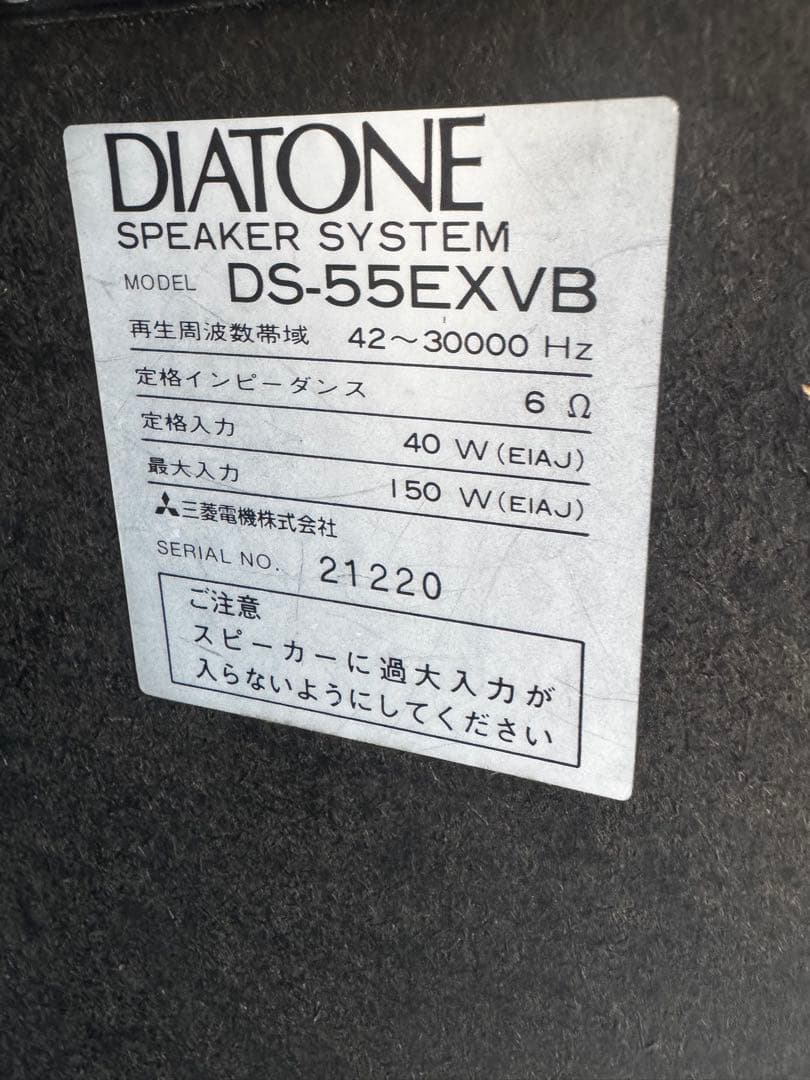 DIATONE
SPEAKER SYSTEM
MODEL DS-55EXVB
再生周波数帯域 42〜30000 Hz
定格インピーダンス 6 Ω
定格入力 40 W (EIAJ)
最大入力 150 W (EIAJ)
三菱電機株式会社
SERIAL NO. 21220
ご注意
スピーカーに過大入力が
入らないようにしてください